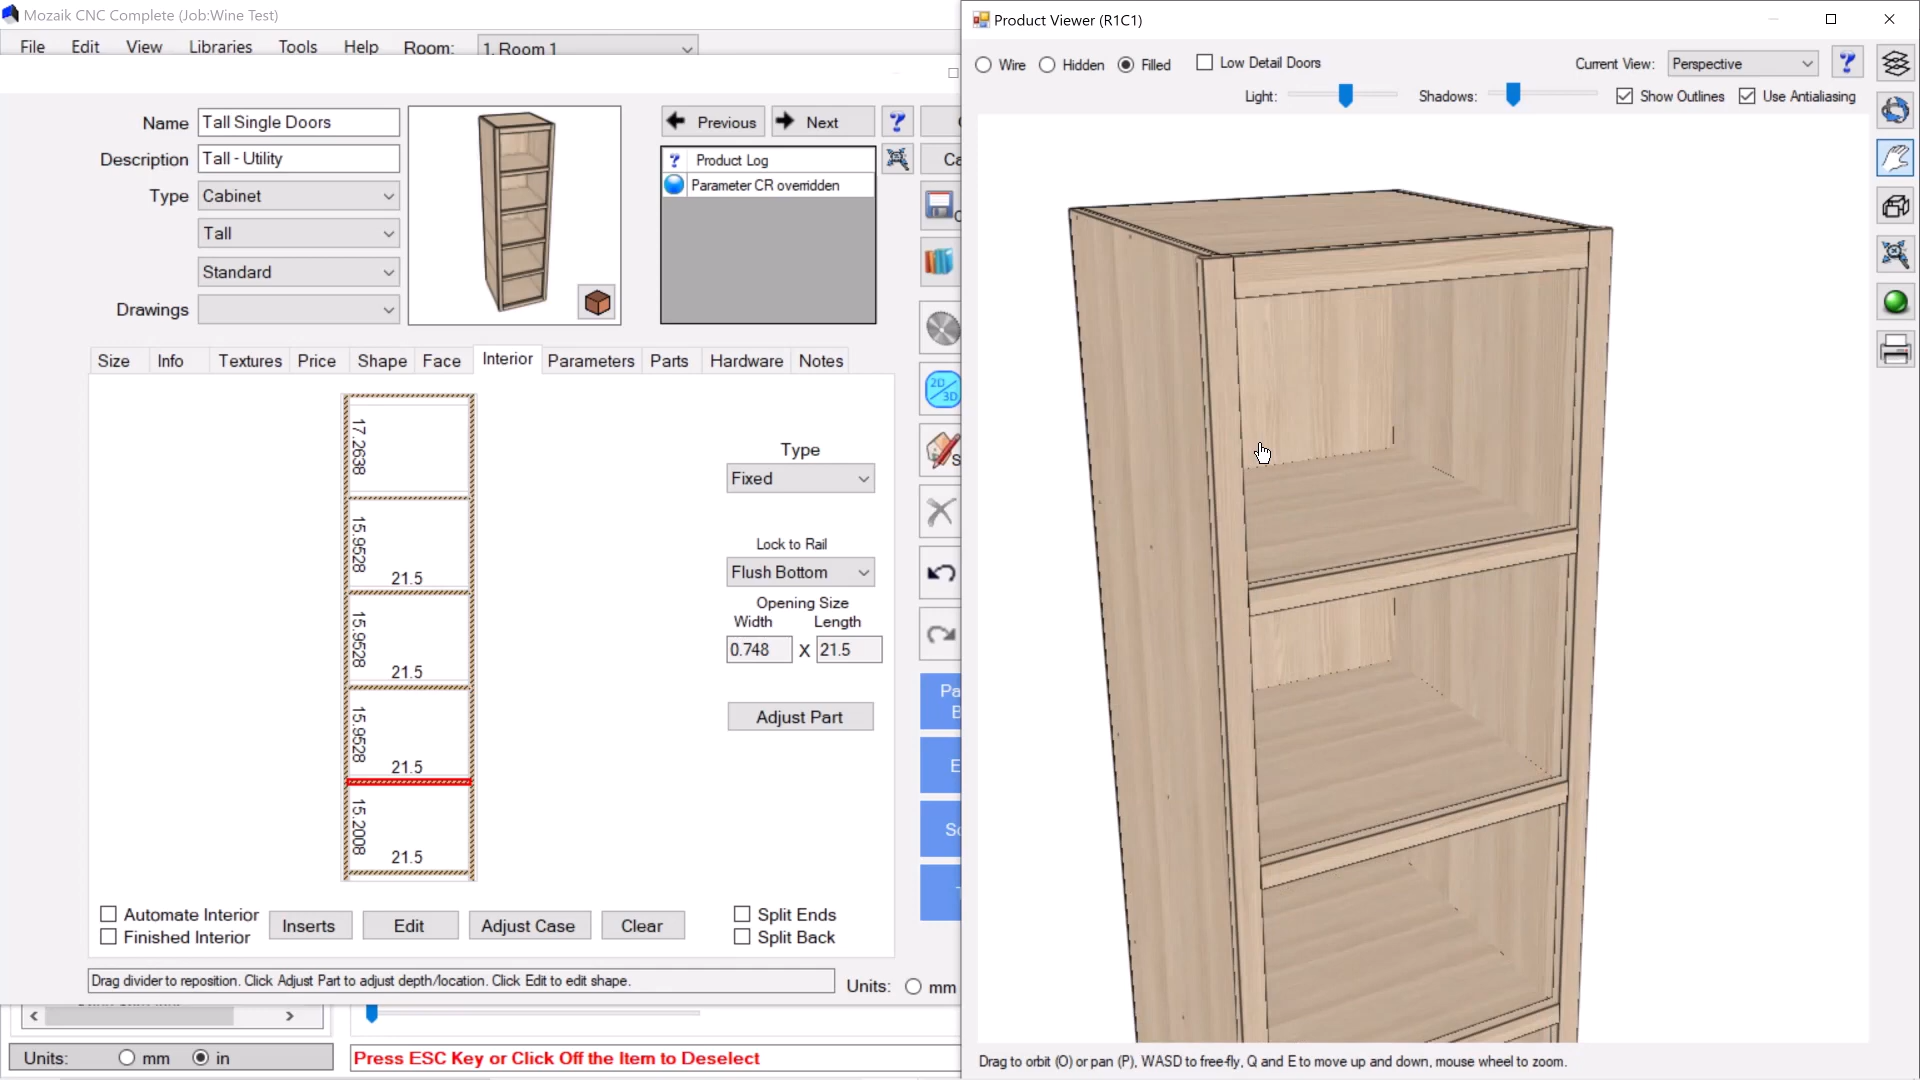 Mozaik CNC Complete (Job:Wine Test)
File Edit View Libraries Tools Help Room: 1. Room 1
Name Tall Single Doors
Description Tall - Utility
Type Cabinet
Tall
Standard
Drawings
Previous Next
Product Log
Parameter CR overridden
Size Info Textures Price Shape Face Interior Parameters Parts Hardware Notes
17.2638
15.9528
21.5
15.9528
21.5
15.9528
21.5
15.2008
21.5
Type
Fixed
Lock to Rail
Flush Bottom
Opening Size
Width Length
0.748 X 21.5
Adjust Part
2D/3D
Automate Interior
Finished Interior
Inserts Edit Adjust Case Clear
Split Ends
Split Back
Drag divider to reposition. Click Adjust Part to adjust depth/location. Click Edit to edit shape.
Units: mm
Units: mm in
Press ESC Key or Click Off the Item to Deselect
Product Viewer (R1C1)
Wire Hidden Filled Low Detail Doors Current View: Perspective
Light: Shadows: Show Outlines Use Antialiasing
Drag to orbit (O) or pan (P), WASD to free-fly, Q and E to move up and down, mouse wheel to zoom.